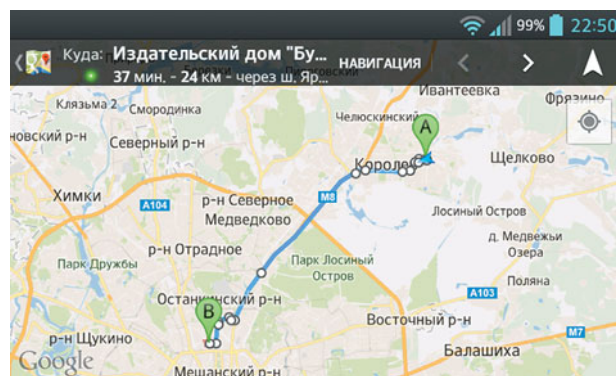 99% 22:50
Куда: Издательский дом "Бу...
37 мин. - 24 км - через ш. Яр...
НАВИГАЦИЯ
Ивантеевка
Фрязино
Клязьма 2
Смородинка
Челюскинский
A
Северный р-н
Королев
Щелково
Химки
A104
M8
р-н Северное
Медведково
Лосиный Остров
р-н Отрадное
д. Медвежьи
Озера
Парк Дружбы
Парк Лосиный
Остров
Поляна
A103
Останкинский р-н
B
Восточный р-н
M7
р-н Щукино
Балашиха
Google
Мещанский р-н